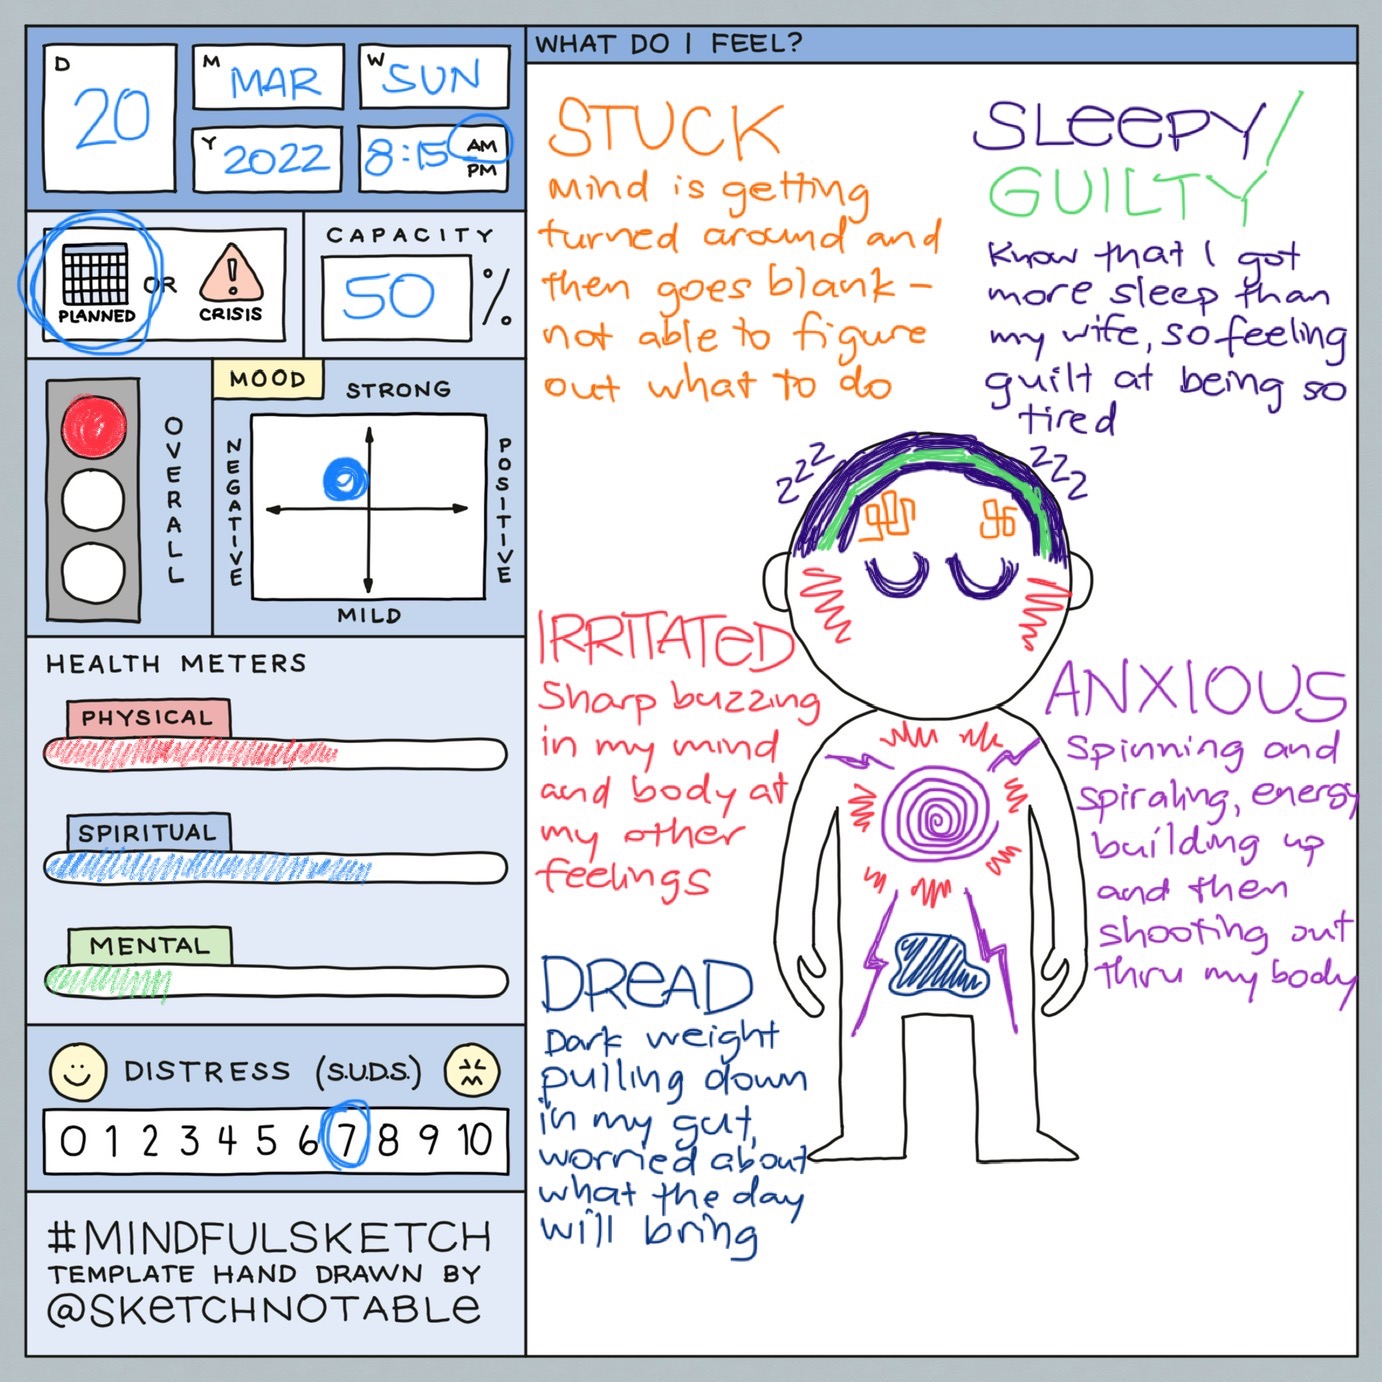 D
20
M
MAR
W
SUN
Y
2022
8:15 AM
PM
PLANNED
OR
CRISIS
CAPACITY
50 %
OVERALL
MOOD
STRONG
NEGATIVE
POSITIVE
MILD
HEALTH METERS
PHYSICAL
SPIRITUAL
MENTAL
DISTRESS (S.U.D.S.)
0 1 2 3 4 5 6 7 8 9 10
#MINDFULSKETCH
TEMPLATE HAND DRAWN BY
@SKETCHNOTABLE
WHAT DO I FEEL?
STUCK
Mind is getting
turned around and
then goes blank -
not able to figure
out what to do
SLEEPY/
GUILTY
Know that I got
more sleep than
my wife, so feeling
guilt at being so
tired
zzz
zzz
IRRITATED
Sharp buzzing
in my mind
and body at
my other
feelings
ANXIOUS
Spinning and
spiraling, energy
building up
and then
shooting out
thru my body
DREAD
Dark weight
pulling down
in my gut,
worried about
what the day
will bring